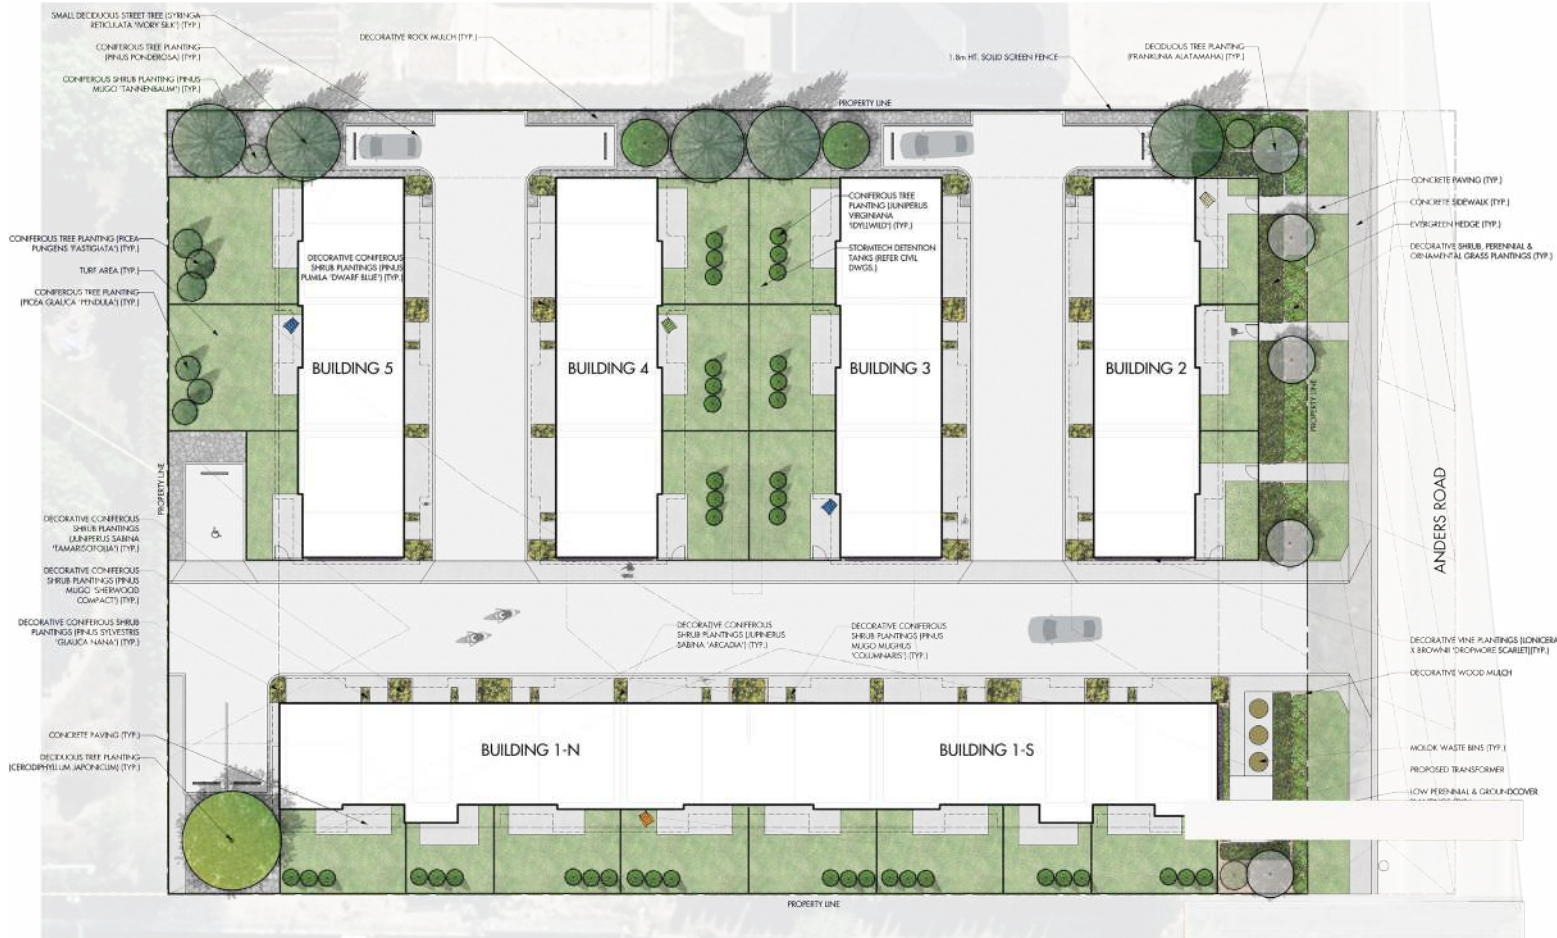 SMALL DECIDUOUS STREET TREE (SYRINGA
RETICULATA 'IVORY SILK') (TYP.)
CONIFEROUS TREE PLANTING
(PINUS PONDEROSA) (TYP.)
CONIFEROUS SHRUB PLANTING (PINUS
MUGO 'TANNENBAUM') (TYP.)
DECORATIVE ROCK MULCH (TYP.)
1.8m HT. SOLID SCREEN FENCE
DECIDUOUS TREE PLANTING
(FRANKLINIA ALATAMAHA) (TYP.)
PROPERTY LINE
CONCRETE PAVING (TYP.)
CONCRETE SIDEWALK (TYP.)
EVERGREEN HEDGE (TYP.)
DECORATIVE SHRUB, PERENNIAL &
ORNAMENTAL GRASS PLANTINGS (TYP.)
CONIFEROUS TREE PLANTING (PICEA
PUNGENS 'FASTIGIATA') (TYP.)
TURF AREA (TYP.)
CONIFEROUS TREE PLANTING
(PICEA GLAUCA 'PENDULA') (TYP.)
DECORATIVE CONIFEROUS
SHRUB PLANTINGS (PINUS
PUMILA 'DWARF BLUE') (TYP.)
CONIFEROUS TREE
PLANTING (JUNIPERUS
VIRGINIANA
'IDYLLWILD') (TYP.)
STORMTECH DETENTION
TANKS (REFER CIVIL
DWGS.)
BUILDING 5
BUILDING 4
BUILDING 3
BUILDING 2
PROPERTY LINE
PROPERTY LINE
ANDERS ROAD
DECORATIVE CONIFEROUS
SHRUB PLANTINGS
(JUNIPERUS SABINA
'TAMARISCIFOLIA') (TYP.)
DECORATIVE CONIFEROUS
SHRUB PLANTINGS (PINUS
MUGO 'SHERWOOD
COMPACT') (TYP.)
DECORATIVE CONIFEROUS SHRUB
PLANTINGS (PINUS SYLVESTRIS
'GLAUCA NANA') (TYP.)
DECORATIVE CONIFEROUS
SHRUB PLANTINGS (JUPINERUS
SABINA 'ARCADIA') (TYP.)
DECORATIVE CONIFEROUS
SHRUB PLANTINGS (PINUS
MUGO MUGHUS
'COLUMNARIS') (TYP.)
DECORATIVE VINE PLANTINGS (LONICERA
X BROWNII 'DROPMORE SCARLET')(TYP.)
DECORATIVE WOOD MULCH
CONCRETE PAVING (TYP.)
DECIDUOUS TREE PLANTING
(CERCIDIPHYLLUM JAPONICUM) (TYP.)
BUILDING 1-N
BUILDING 1-S
MOLOK WASTE BINS (TYP.)
PROPOSED TRANSFORMER
LOW PERENNIAL & GROUNDCOVER
PROPERTY LINE